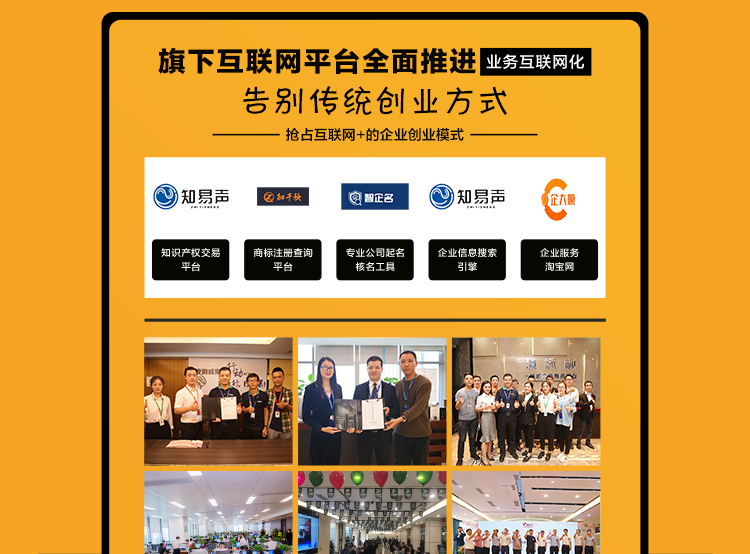 旗下互联网平台全面推进 业务互联网化
告别传统创业方式
抢占互联网+的企业创业模式
知易声 ZHIYISHENG
知千秋
智企名
知易声 ZHIYISHENG
企大顺
知识产权交易
平台
商标注册查询
平台
专业公司起名
核名工具
企业信息搜索
引擎
企业服务
淘宝网